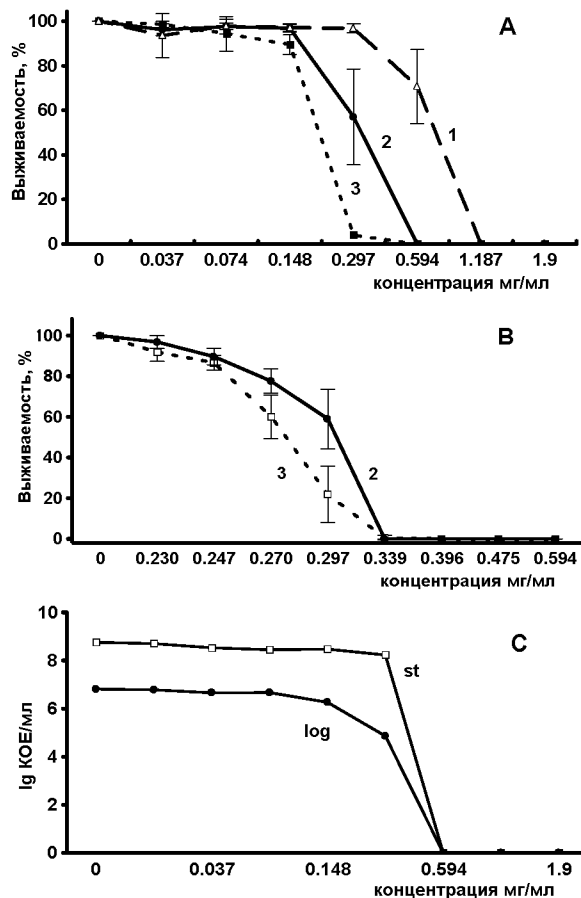 A
Выживаемость, %
100
80
60
40
20
0
1
2
3
0 0.037 0.074 0.148 0.297 0.594 1.187 1.9
концентрация мг/мл
B
Выживаемость, %
100
80
60
40
20
0
3
2
0 0.230 0.247 0.270 0.297 0.339 0.396 0.475 0.594
концентрация мг/мл
C
lg КОЕ/мл
10
8
6
4
2
0
st
log
0 0.037 0.148 0.594 1.9
концентрация мг/мл